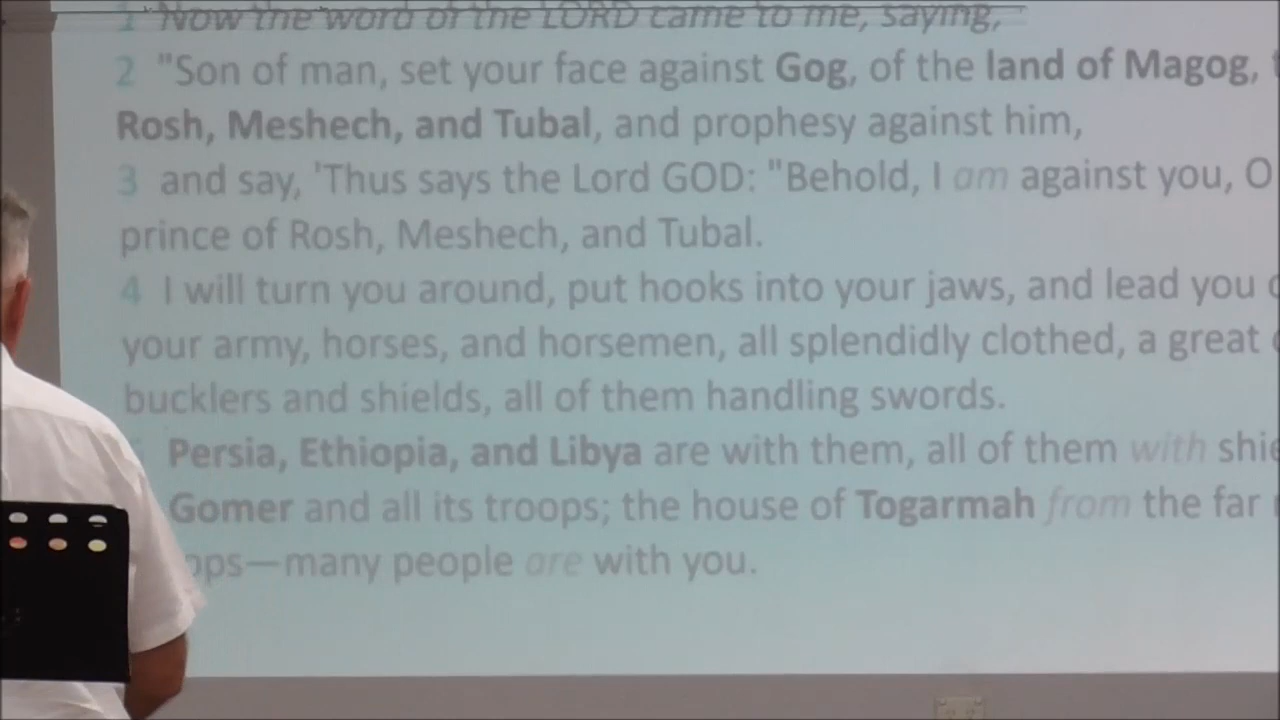 1 Now the word of the LORD came to me, saying,
2 "Son of man, set your face against Gog, of the land of Magog,
Rosh, Meshech, and Tubal, and prophesy against him,
3 and say, 'Thus says the Lord GOD: "Behold, I am against you, O
prince of Rosh, Meshech, and Tubal.
4 I will turn you around, put hooks into your jaws, and lead you
your army, horses, and horsemen, all splendidly clothed, a great
bucklers and shields, all of them handling swords.
Persia, Ethiopia, and Libya are with them, all of them with
Gomer and all its troops; the house of Togarmah from the far
many people are with you.